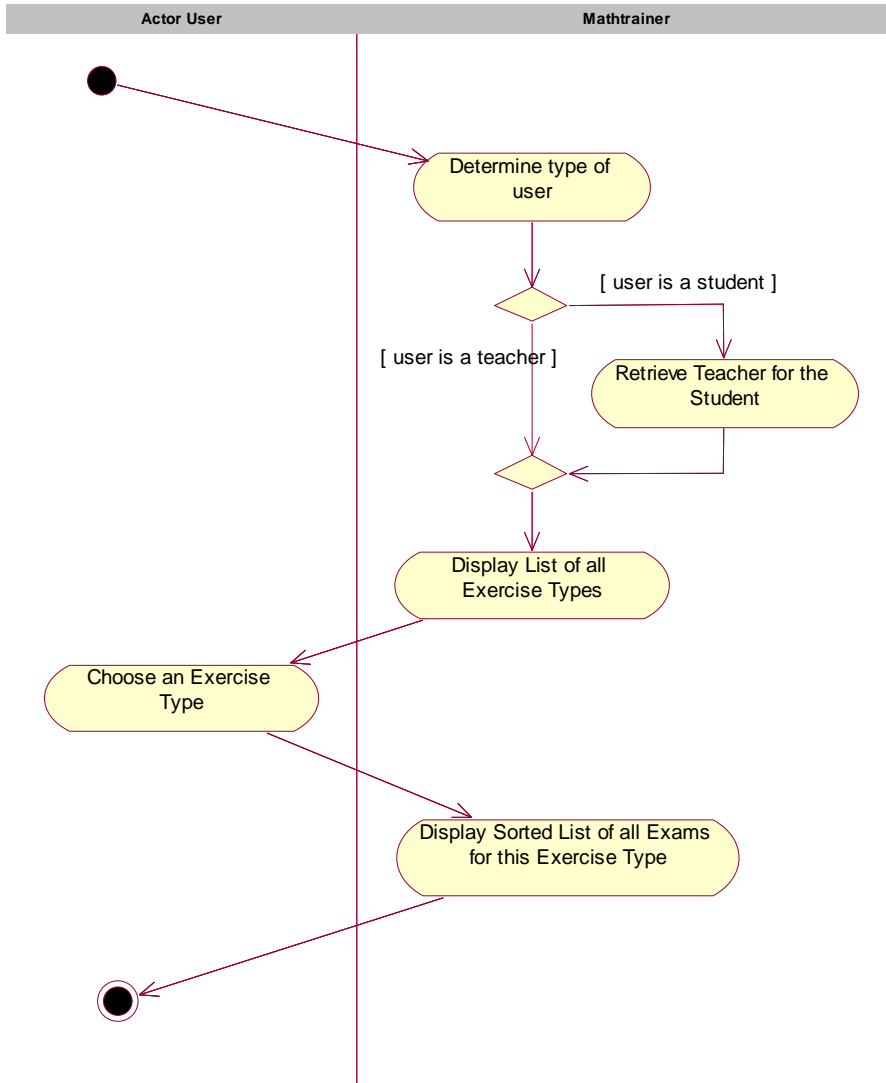 Actor User
Mathtrainer
Determine type of
user
[ user is a student ]
[ user is a teacher ]
Retrieve Teacher for the
Student
Display List of all
Exercise Types
Choose an Exercise
Type
Display Sorted List of all Exams
for this Exercise Type